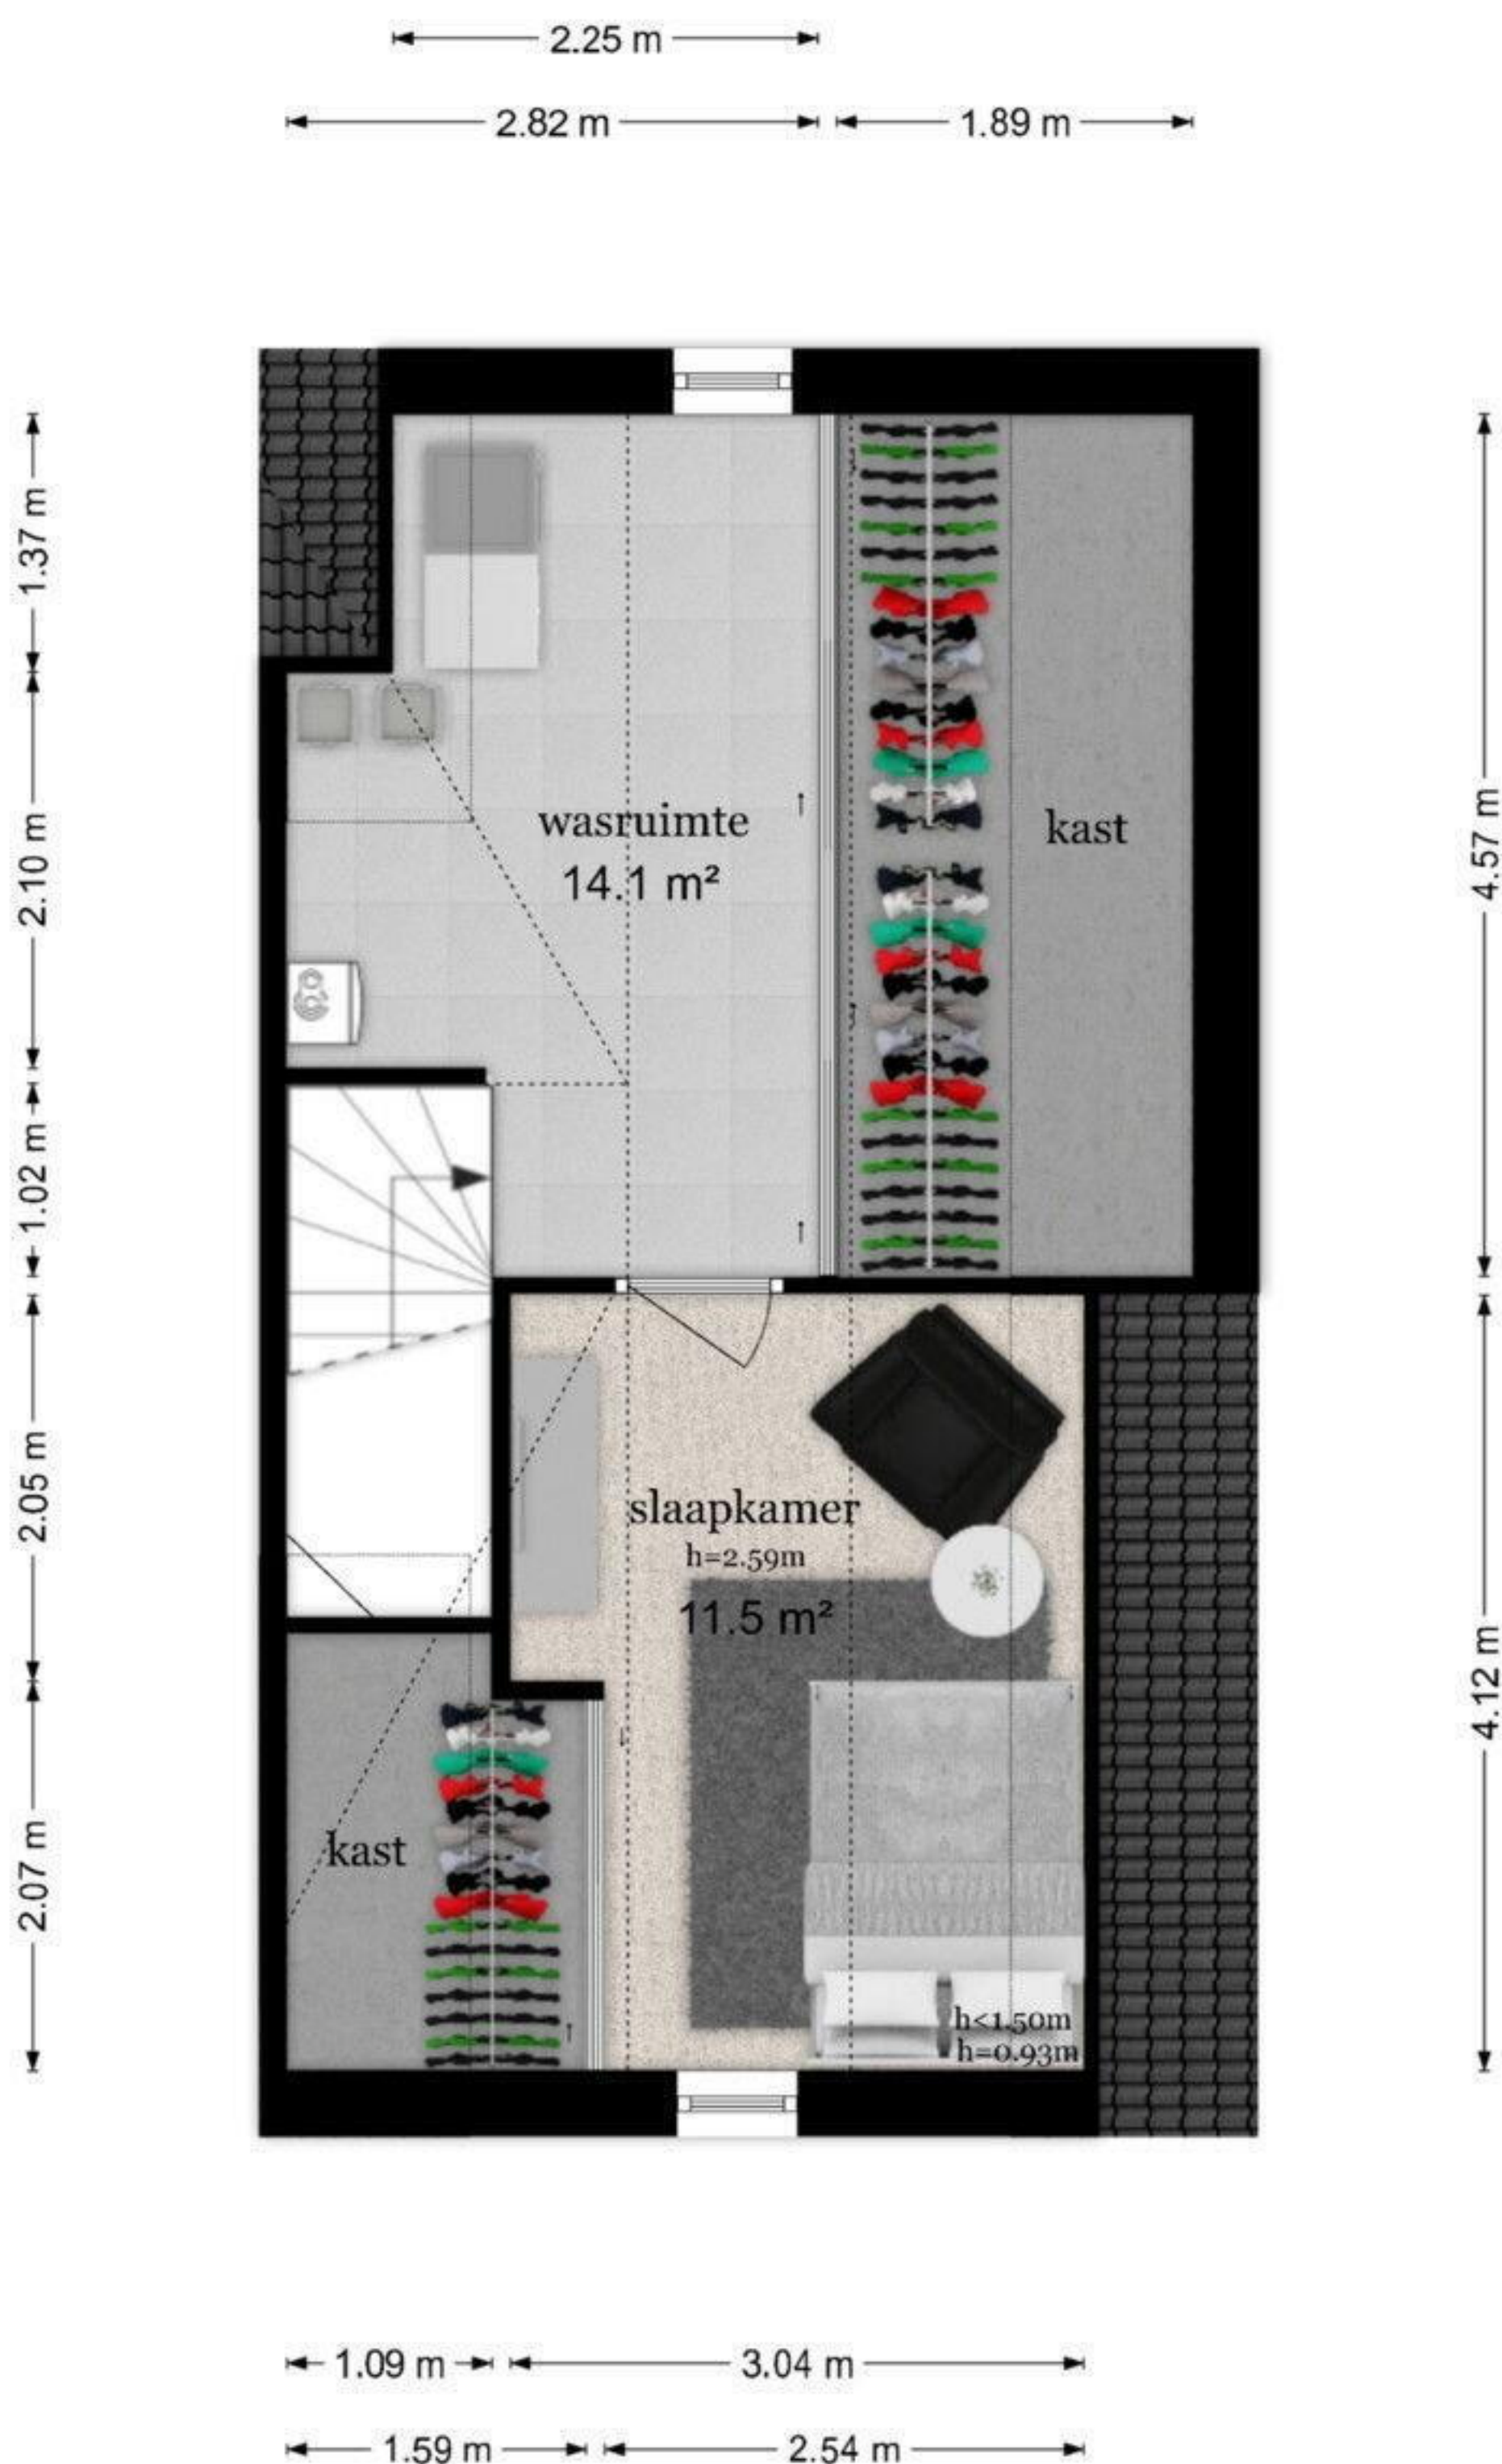 2.25 m
2.82 m
1.89 m
1.37 m
2.10 m
1.02 m
2.05 m
2.07 m
4.57 m
4.12 m
wasruimte
14.1 m²
kast
slaapkamer
h=2.59m
11.5 m²
kast
h<1.50m
h=0.93m
1.09 m
3.04 m
1.59 m
2.54 m